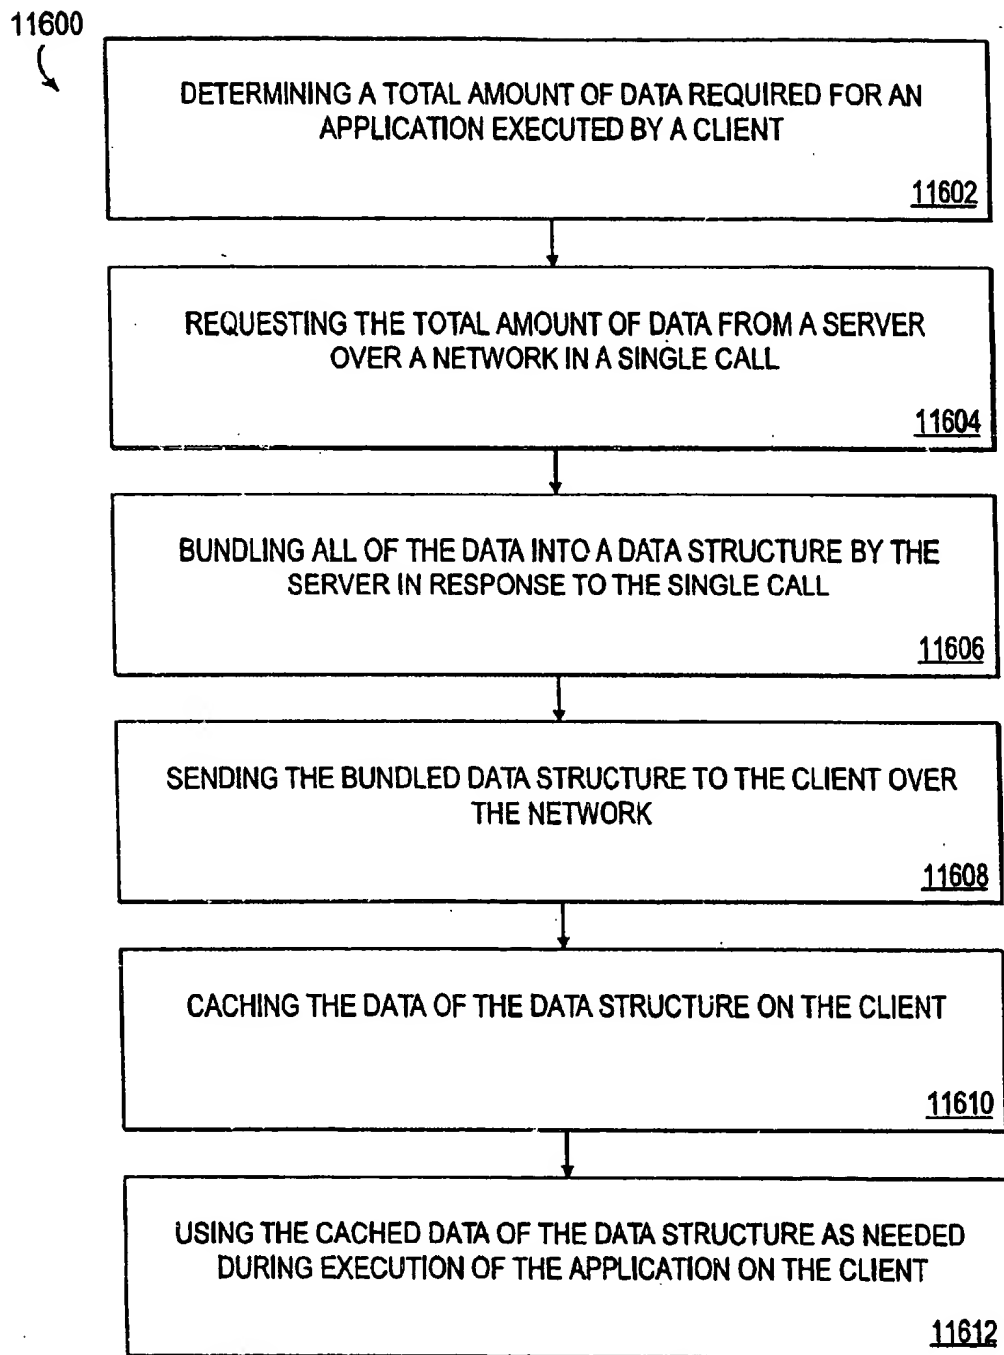 11600
DETERMINING A TOTAL AMOUNT OF DATA REQUIRED FOR AN
APPLICATION EXECUTED BY A CLIENT
11602
REQUESTING THE TOTAL AMOUNT OF DATA FROM A SERVER
OVER A NETWORK IN A SINGLE CALL
11604
BUNDLING ALL OF THE DATA INTO A DATA STRUCTURE BY THE
SERVER IN RESPONSE TO THE SINGLE CALL
11606
SENDING THE BUNDLED DATA STRUCTURE TO THE CLIENT OVER
THE NETWORK
11608
CACHING THE DATA OF THE DATA STRUCTURE ON THE CLIENT
11610
USING THE CACHED DATA OF THE DATA STRUCTURE AS NEEDED
DURING EXECUTION OF THE APPLICATION ON THE CLIENT
11612